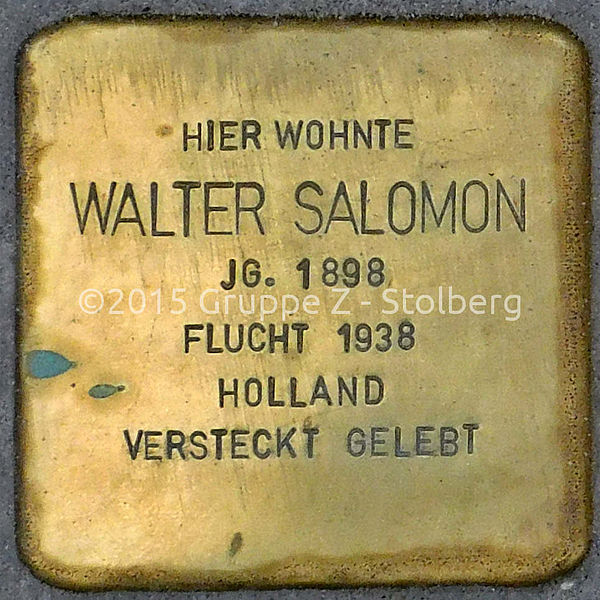 HIER WOHNTE
WALTER SALOMON
JG. 1898
©2015 Gruppe Z - Stolberg
FLUCHT 1938
HOLLAND
VERSTECKT GELEBT